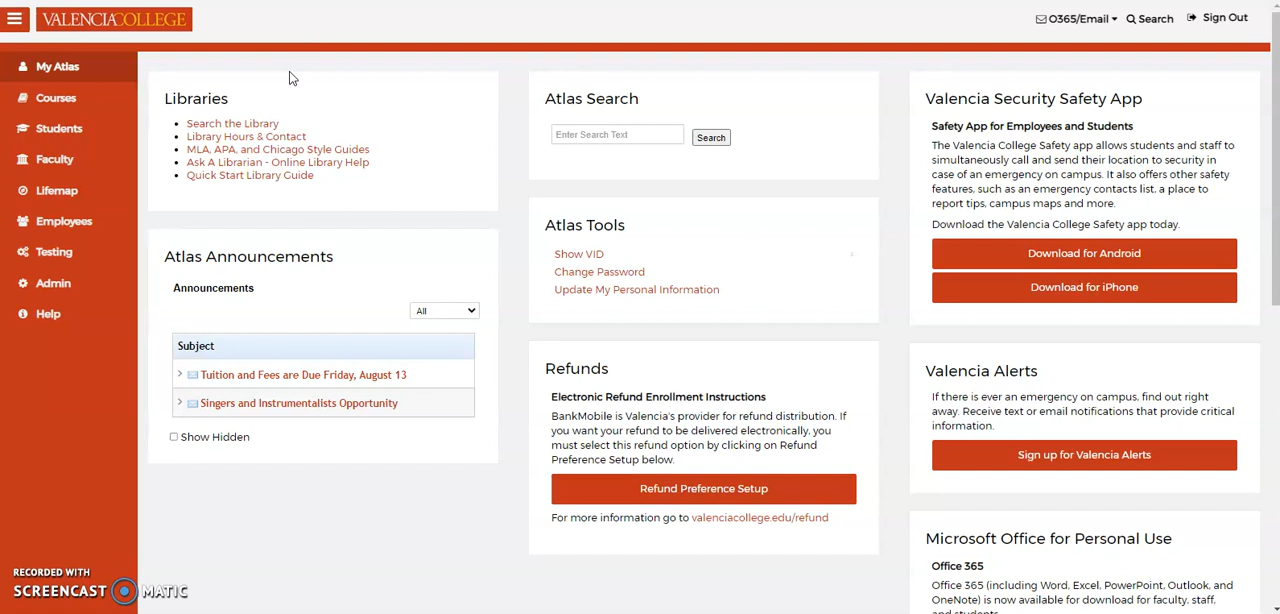 VALENCIACOLLEGE
O365/Email
Search
Sign Out
My Atlas
Courses
Students
Faculty
Lifemap
Employees
Testing
Admin
Help
Libraries
Search the Library
Library Hours & Contact
MLA, APA, and Chicago Style Guides
Ask A Librarian - Online Library Help
Quick Start Library Guide
Atlas Announcements
Announcements
All
Subject
Tuition and Fees are Due Friday, August 13
Singers and Instrumentalists Opportunity
Show Hidden
Atlas Search
Enter Search Text
Search
Atlas Tools
Show VID
Change Password
Update My Personal Information
Refunds
Electronic Refund Enrollment Instructions
BankMobile is Valencia's provider for refund distribution. If
you want your refund to be delivered electronically, you
must select this refund option by clicking on Refund
Preference Setup below.
Refund Preference Setup
For more information go to valenciacollege.edu/refund
Valencia Security Safety App
Safety App for Employees and Students
The Valencia College Safety app allows students and staff to
simultaneously call and send their location to security in
case of an emergency on campus. It also offers other safety
features, such as an emergency contacts list, a place to
report tips, campus maps and more.
Download the Valencia College Safety app today.
Download for Android
Download for iPhone
Valencia Alerts
If there is ever an emergency on campus, find out right
away. Receive text or email notifications that provide critical
information.
Sign up for Valencia Alerts
Microsoft Office for Personal Use
Office 365
Office 365 (including Word, Excel, PowerPoint, Outlook, and
OneNote) is now available for download for faculty, staff,
and students
RECORDED WITH
SCREENCAST MATIC